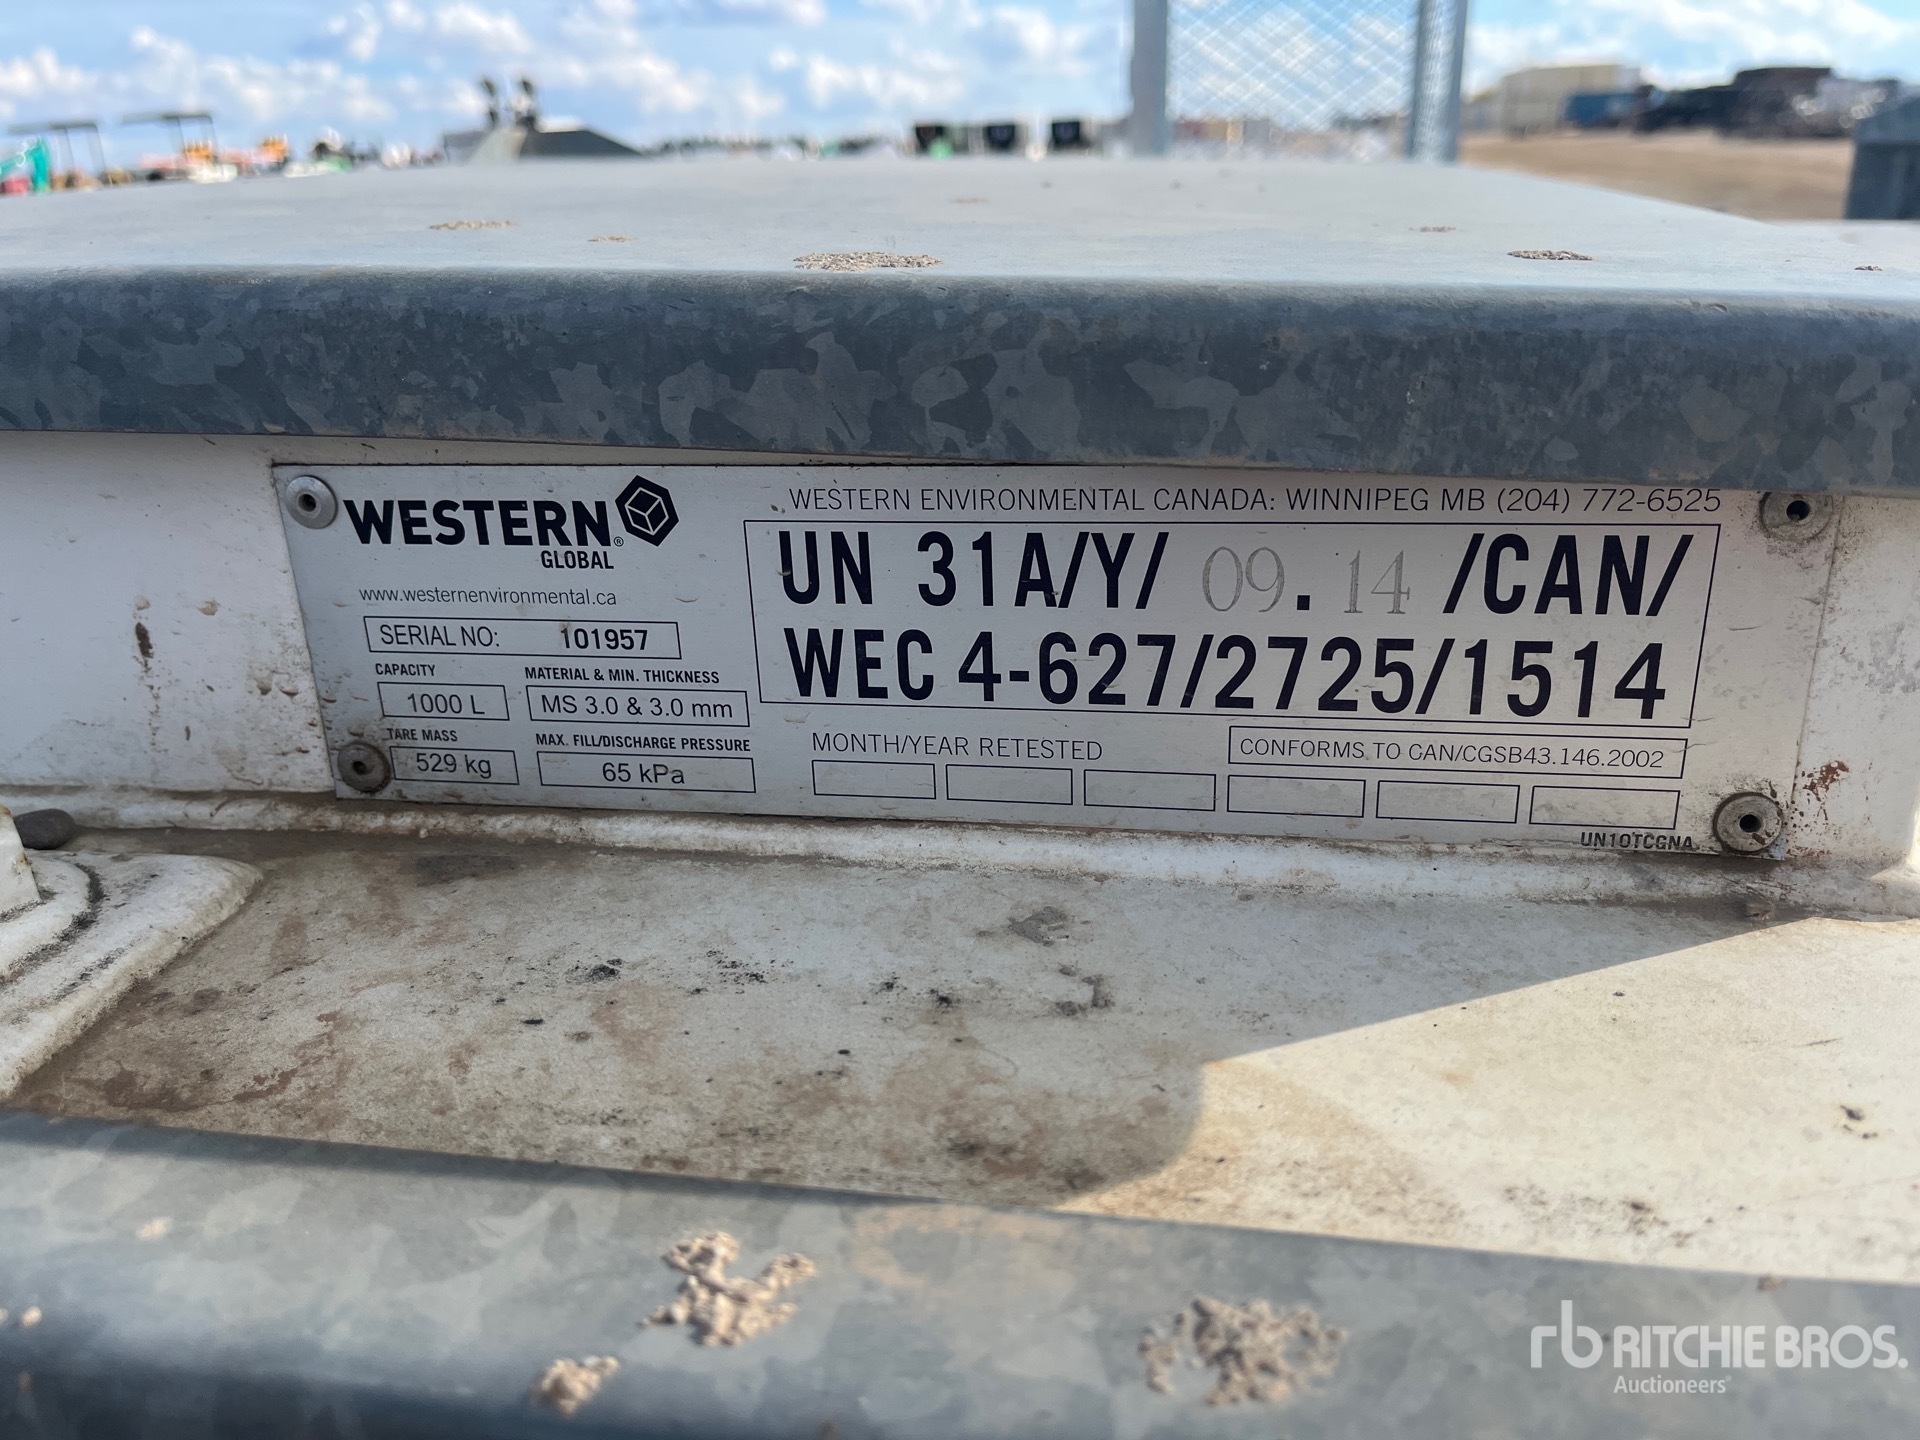 WESTERN®
GLOBAL
www.westernenvironmental.ca
SERIAL NO: 101957
CAPACITY
1000 L
MATERIAL & MIN. THICKNESS
MS 3.0 & 3.0 mm
TARE MASS
529 kg
MAX. FILL/DISCHARGE PRESSURE
65 kPa
WESTERN ENVIRONMENTAL CANADA: WINNIPEG MB (204) 772-6525
UN 31A/Y/ 09.14 /CAN/
WEC 4-627/2725/1514
MONTH/YEAR RETESTED
CONFORMS TO CAN/CGSB43.146.2002
UN10TCGNA
rb RITCHIE BROS.
Auctioneers